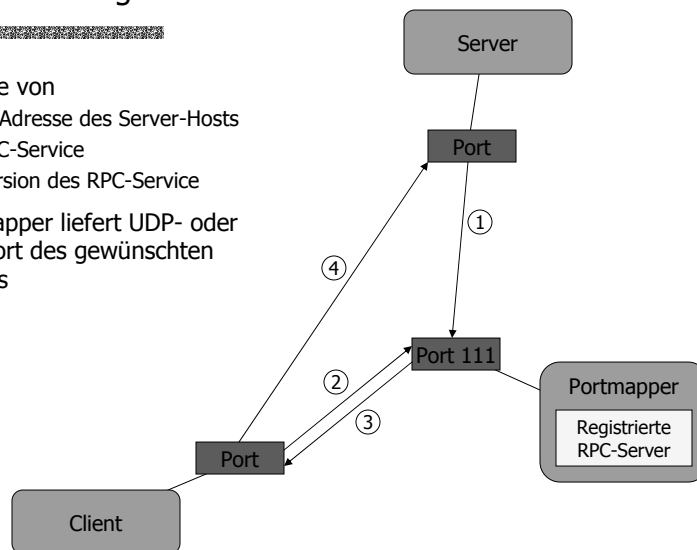 e von
Adresse des Server-Hosts
C-Service
rsion des RPC-Service
apper liefert UDP- oder
ort des gewünschten
s
Server
Port
1
4
Port 111
2
3
Portmapper
Registrierte
RPC-Server
Port
Client